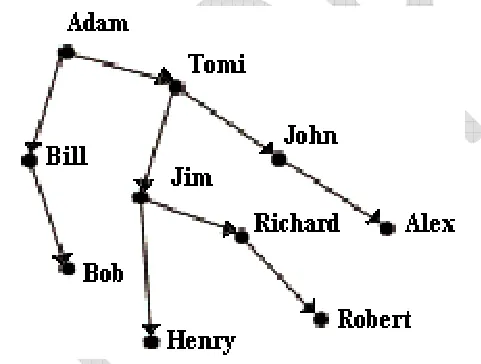 Adam
Tomi
John
Bill
Jim
Richard
Alex
Bob
Robert
Henry